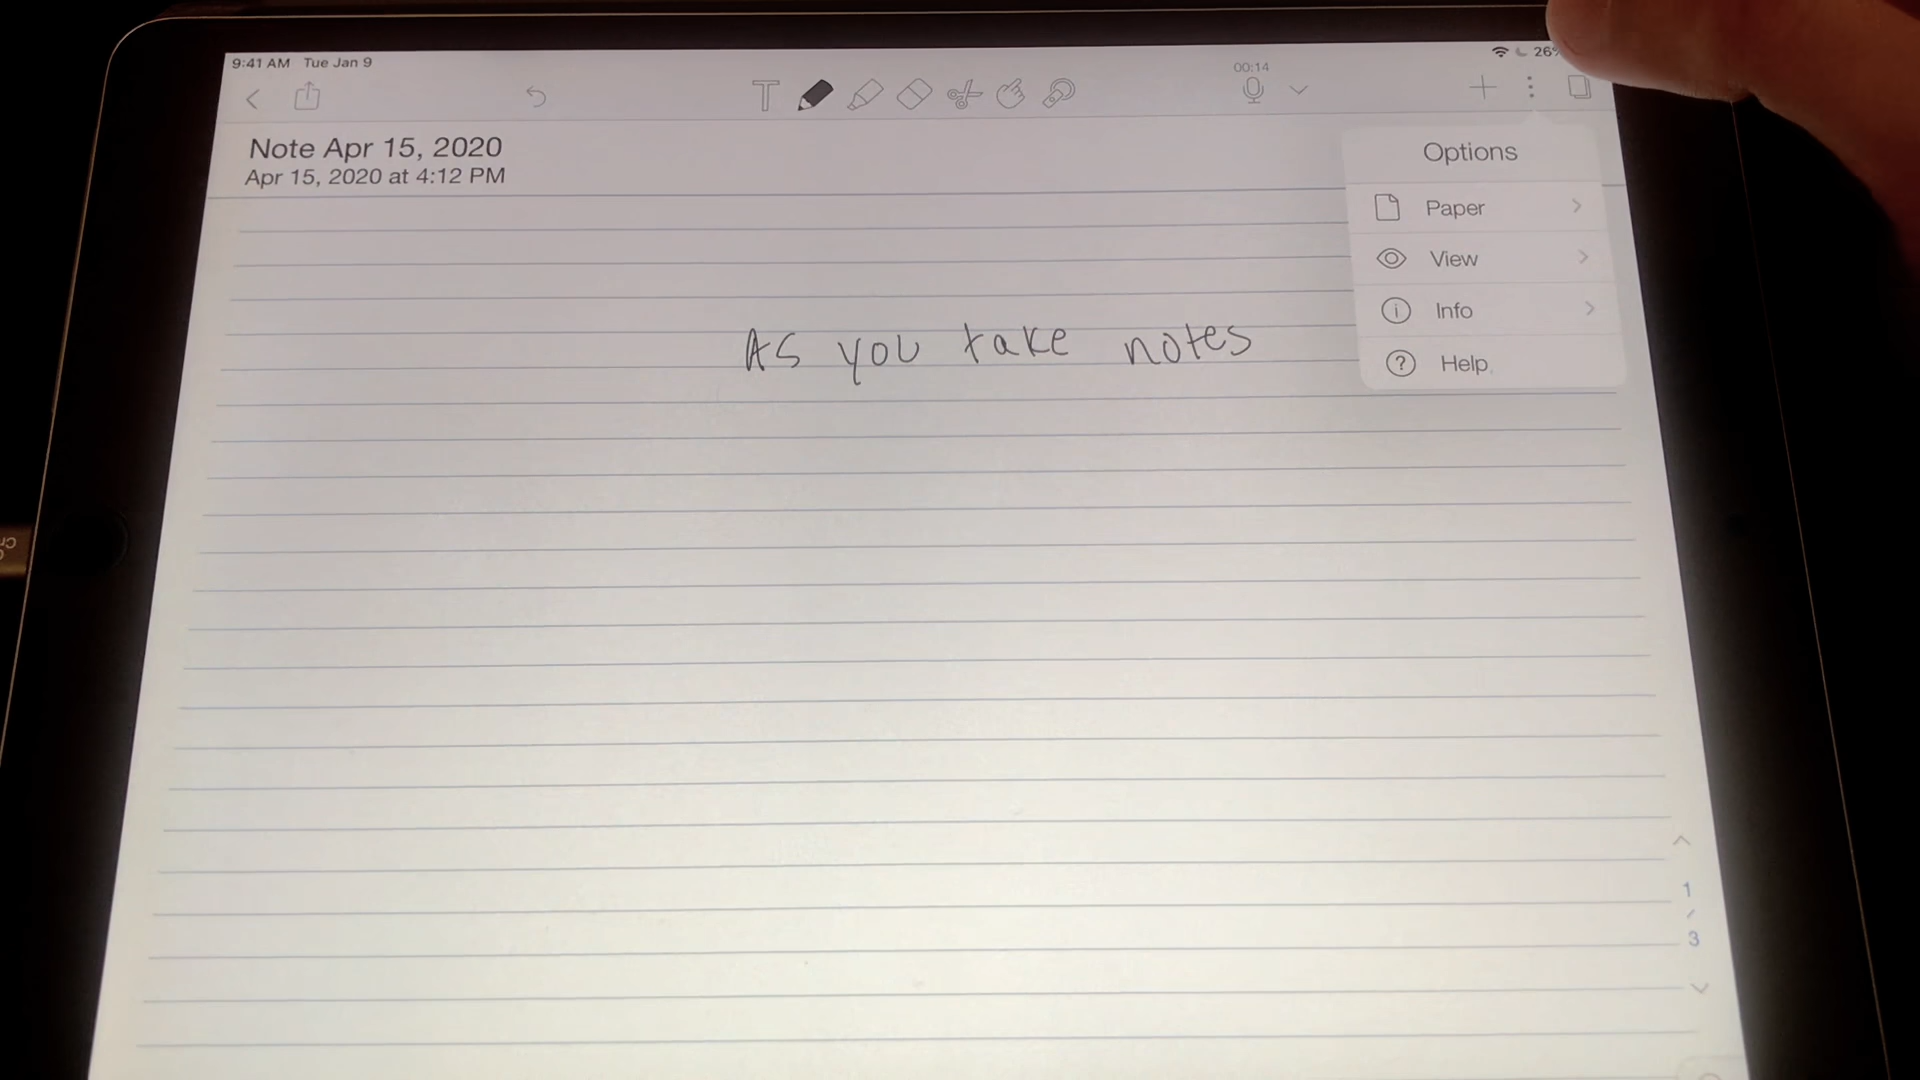 9:41 AM Tue Jan 9
26%
00:14
T
Note Apr 15, 2020
Apr 15, 2020 at 4:12 PM
Options
Paper
View
Info
Help
As you take notes
1
/
3